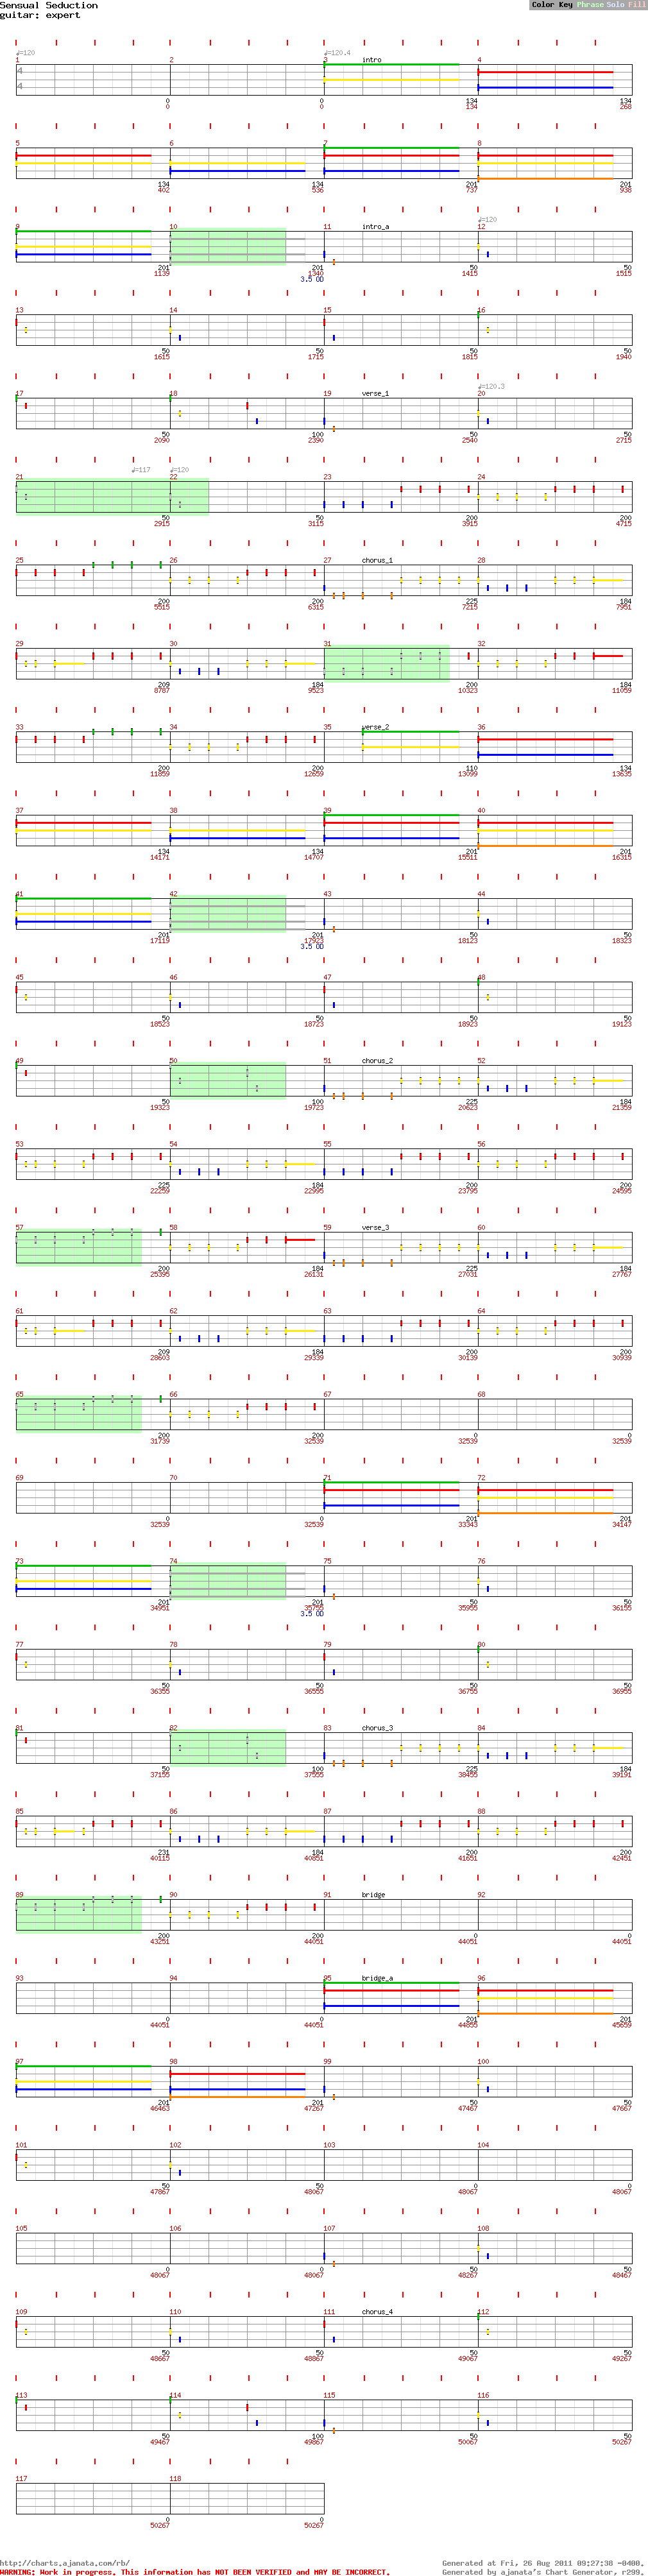 Sensual Seduction
Color Key Phrase Solo Fill
guitar: expert
♩=120 ♩=120.4
1 2 3 intro 4
4
4
0 0 134 134
0 0 134 268
5 6 7 8
134 134 201 201
402 536 737 938
♩=120
9 10 11 intro_a 12
201 201 50 50
1139 1340 1415 1515
3.5 OD
13 14 15 16
50 50 50 50
1615 1715 1815 1940
♩=120.3
17 18 19 verse_1 20
50 100 50 50
2090 2390 2540 2715
♩=117 ♩=120
21 22 23 24
50 50 200 200
2915 3115 3915 4715
25 26 27 chorus_1 28
200 200 225 184
5515 6315 7215 7951
29 30 31 32
209 184 200 184
8787 9523 10323 11059
33 34 35 verse_2 36
200 200 110 134
11859 12659 13099 13635
37 38 39 40
134 134 201 201
14171 14707 15511 16315
41 42 43 44
201 201 50 50
17119 17923 18123 18323
3.5 OD
45 46 47 48
50 50 50 50
18523 18723 18923 19123
49 50 51 chorus_2 52
50 100 225 184
19323 19723 20623 21359
53 54 55 56
225 184 200 200
22259 22995 23795 24595
57 58 59 verse_3 60
200 184 225 184
25395 26131 27031 27767
61 62 63 64
209 184 200 200
28603 29339 30139 30939
65 66 67 68
200 200 0 0
31739 32539 32539 32539
69 70 71 72
0 0 201 201
32539 32539 33343 34147
73 74 75 76
201 201 50 50
34951 35755 35955 36155
3.5 OD
77 78 79 80
50 50 50 50
36355 36555 36755 36955
81 82 83 chorus_3 84
50 100 225 184
37155 37555 38455 39191
85 86 87 88
231 184 200 200
40115 40851 41651 42451
89 90 91 bridge 92
200 200 0 0
43251 44051 44051 44051
93 94 95 bridge_a 96
0 0 201 201
44051 44051 44855 45659
97 98 99 100
201 201 50 50
46463 47267 47467 47667
101 102 103 104
50 50 0 0
47867 48067 48067 48067
105 106 107 108
0 0 50 50
48067 48067 48267 48467
109 110 111 chorus_4 112
50 50 50 50
48667 48867 49067 49267
113 114 115 116
50 100 50 50
49467 49867 50067 50267
117 118
0 0
50267 50267
http://charts.ajanata.com/rb/
Generated at Fri, 26 Aug 2011 09:27:38 -0400.
WARNING: Work in progress. This information has NOT BEEN VERIFIED and MAY BE INCORRECT.
Generated by ajanata's Chart Generator, r299.